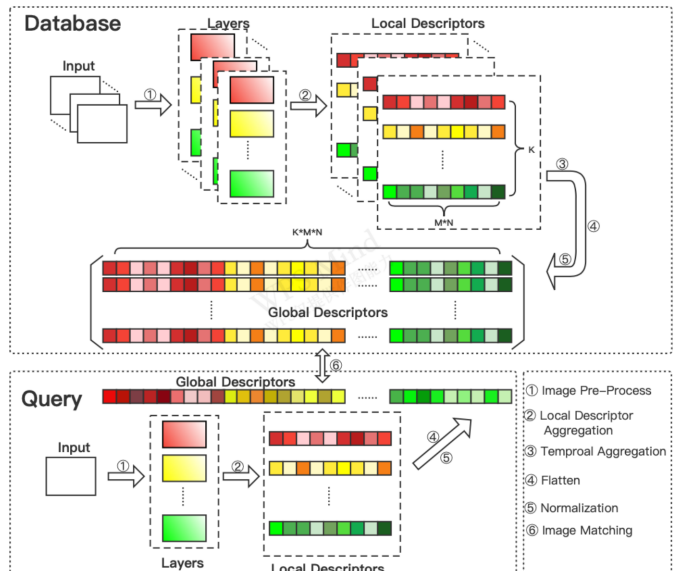 Database
Layers
Local Descriptors
Input
①
②
K
M*N
③
④
⑤
K*M*N
......
Global Descriptors
⑥
Query
Global Descriptors
......
Input
①
②
④
⑤
Layers
Local Descriptors
① Image Pre-Process
② Local Descriptor
Aggregation
③ Temproal Aggregation
④ Flatten
⑤ Normalization
⑥ Image Matching